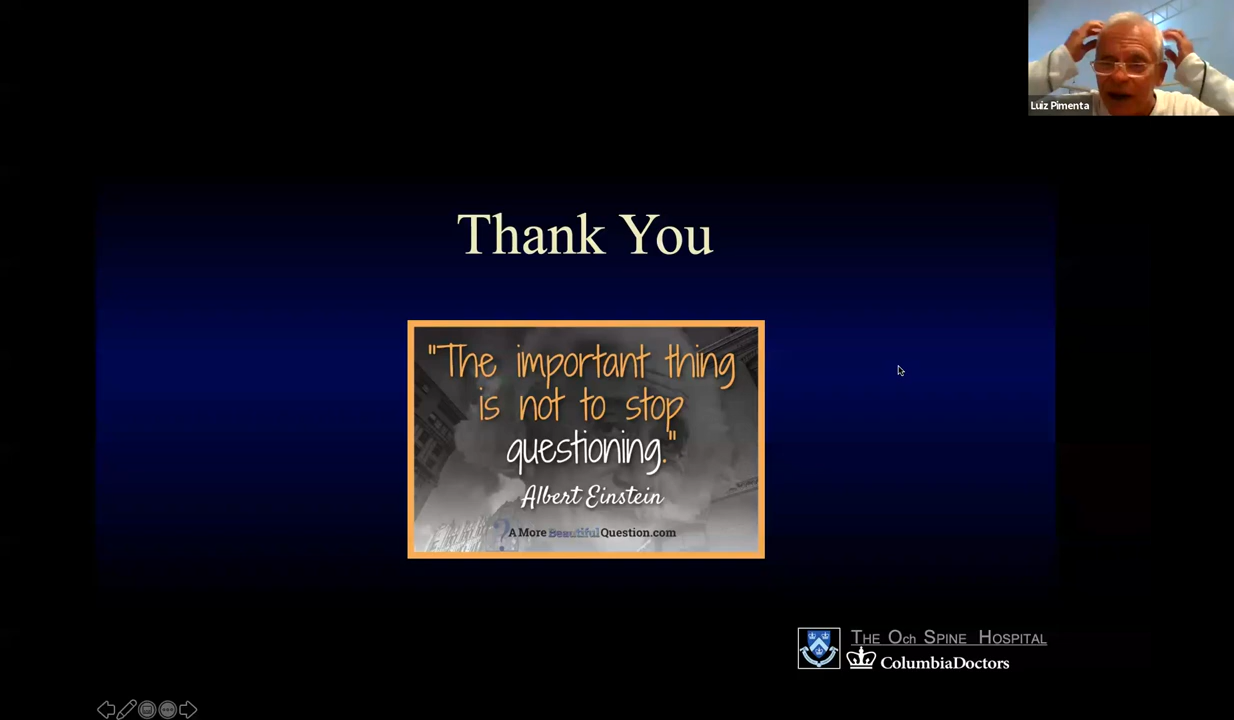 Luiz Pimenta
Thank You
"The important thing
is not to stop
questioning."
Albert Einstein
A More Beautiful Question.com
THE Och SPINE HOSPITAL
ColumbiaDoctors